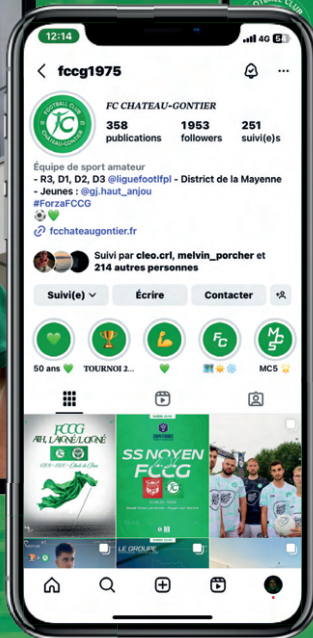 12:14
4G
fccg1975
FOOTBALL CLUB
CHATEAU-GONTIER
FC CHATEAU-GONTIER
358
1953
251
publications
followers
suivi(e)s
Équipe de sport amateur
- R3, D1, D2, D3 @liguefootlfpl - District de la Mayenne
- Jeunes : @gj.haut_anjou
#ForzaFCCG
⚽💚
fcchateaugontier.fr
Suivi par cleo.crl, melvin_porcher et
214 autres personnes
Suivi(e)
Écrire
Contacter
FC
MC5
50 ans 💚
TOURNOI 2...
💚
MC5
FCCG
SS NOYEN
FCCG
LE GROUPE